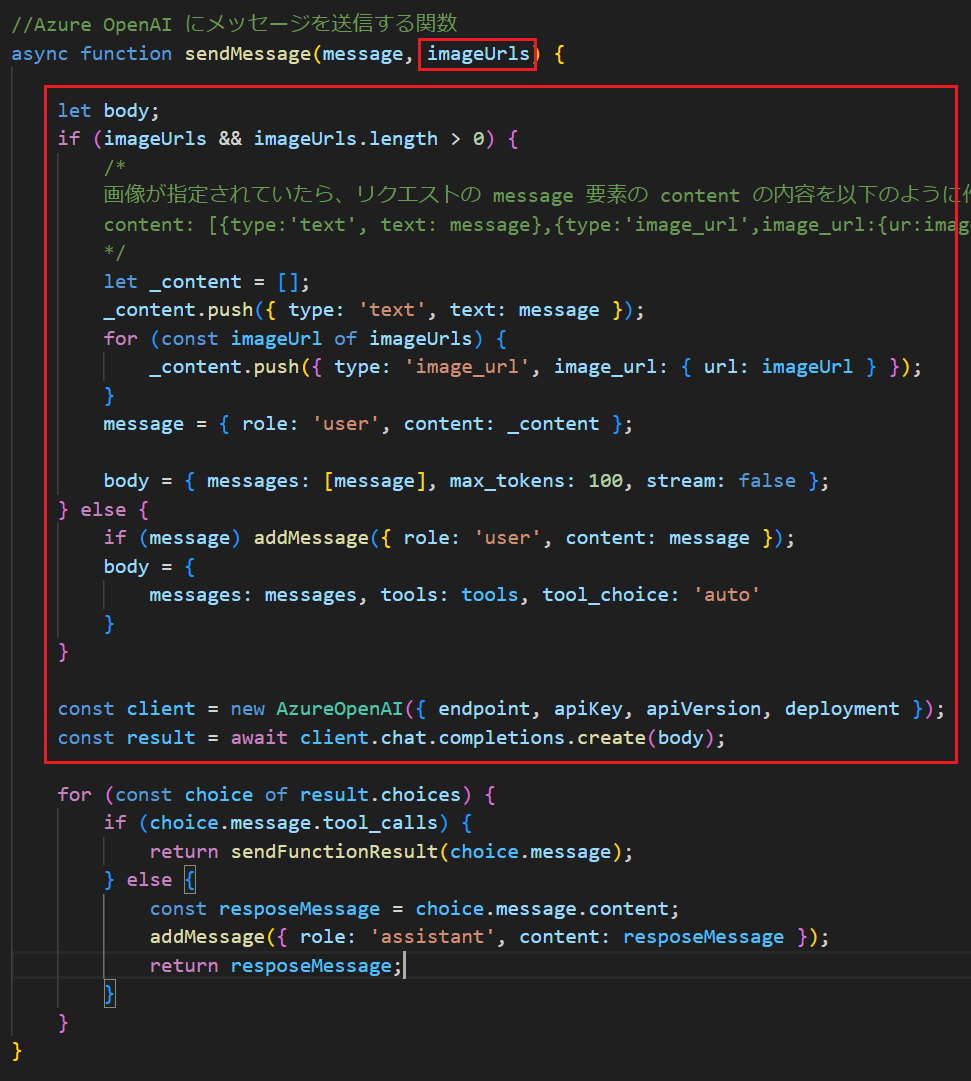 //Azure OpenAI にメッセージを送信する関数
async function sendMessage(message, imageUrls) {
let body;
if (imageUrls && imageUrls.length > 0) {
/*
画像が指定されていたら、リクエストの message 要素の content の内容を以下のように
content: [{type:'text', text: message},{type:'image_url',image_url:{ur:imag
*/
let _content = [];
_content.push({ type: 'text', text: message });
for (const imageUrl of imageUrls) {
_content.push({ type: 'image_url', image_url: { url: imageUrl } });
}
message = { role: 'user', content: _content };
body = { messages: [message], max_tokens: 100, stream: false };
} else {
if (message) addMessage({ role: 'user', content: message });
body = {
messages: messages, tools: tools, tool_choice: 'auto'
}
}
const client = new AzureOpenAI({ endpoint, apiKey, apiVersion, deployment });
const result = await client.chat.completions.create(body);
for (const choice of result.choices) {
if (choice.message.tool_calls) {
return sendFunctionResult(choice.message);
} else {
const resposeMessage = choice.message.content;
addMessage({ role: 'assistant', content: resposeMessage });
return resposeMessage;
}
}
}